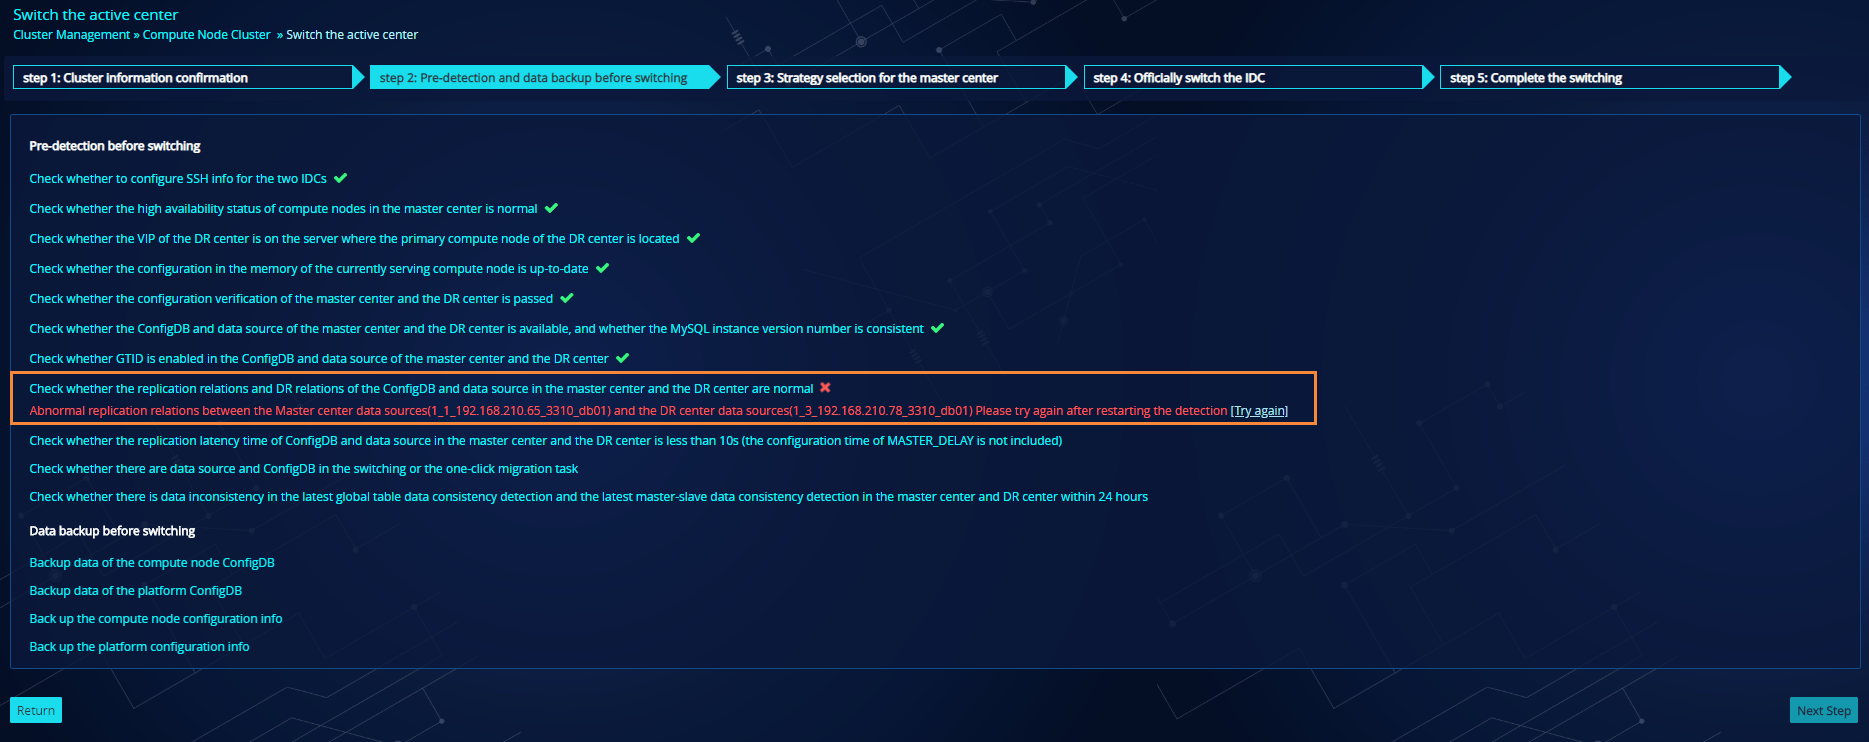 Switch the active center
Cluster Management » Compute Node Cluster » Switch the active center
step 1: Cluster information confirmation
step 2: Pre-detection and data backup before switching
step 3: Strategy selection for the master center
step 4: Officially switch the IDC
step 5: Complete the switching
Pre-detection before switching
Check whether to configure SSH info for the two IDCs
Check whether the high availability status of compute nodes in the master center is normal
Check whether the VIP of the DR center is on the server where the primary compute node of the DR center is located
Check whether the configuration in the memory of the currently serving compute node is up-to-date
Check whether the configuration verification of the master center and the DR center is passed
Check whether the ConfigDB and data source of the master center and the DR center is available, and whether the MySQL instance version number is consistent
Check whether GTID is enabled in the ConfigDB and data source of the master center and the DR center
Check whether the replication relations and DR relations of the ConfigDB and data source in the master center and the DR center are normal
Abnormal replication relations between the Master center data sources(1_1_192.168.210.65_3310_db01) and the DR center data sources(1_3_192.168.210.78_3310_db01) Please try again after restarting the detection [Try again]
Check whether the replication latency time of ConfigDB and data source in the master center and the DR center is less than 10s (the configuration time of MASTER_DELAY is not included)
Check whether there are data source and ConfigDB in the switching or the one-click migration task
Check whether there is data inconsistency in the latest global table data consistency detection and the latest master-slave data consistency detection in the master center and DR center within 24 hours
Data backup before switching
Backup data of the compute node ConfigDB
Backup data of the platform ConfigDB
Back up the compute node configuration info
Back up the platform configuration info
Return
Next Step